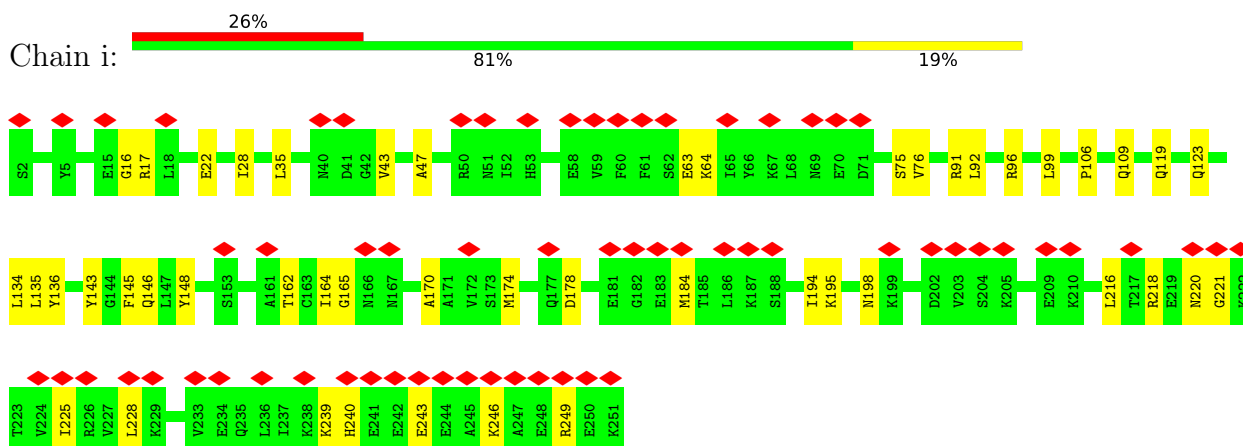 26%
Chain i:
81% 19%
S2 Y5 E15 G16 R17 L18 E22 I28 L35 N40 D41 G42 V43 A47 R50 N51 I52 H53 E58 V59 F60 F61 S62 E63 K64 I65 Y66 K67 L68 N69 E70 D71 S75 V76 R91 L92 R96 L99 P106 Q109 Q119 Q123
L134 L135 Y136 Y143 G144 F145 Q146 L147 Y148 S153 A161 T162 C163 I164 G165 N166 N167 A170 A171 V172 S173 M174 Q177 D178 E181 G182 E183 M184 T185 L186 K187 S188 I194 K195 N198 K199 D202 V203 S204 K205 E209 K210 L216 T217 R218 E219 N220 G221 K222
T223 V224 I225 R226 V227 L228 K229 V233 E234 Q235 L236 I237 K238 K239 H240 E241 E242 E243 E244 A245 K246 A247 E248 R249 E250 K251